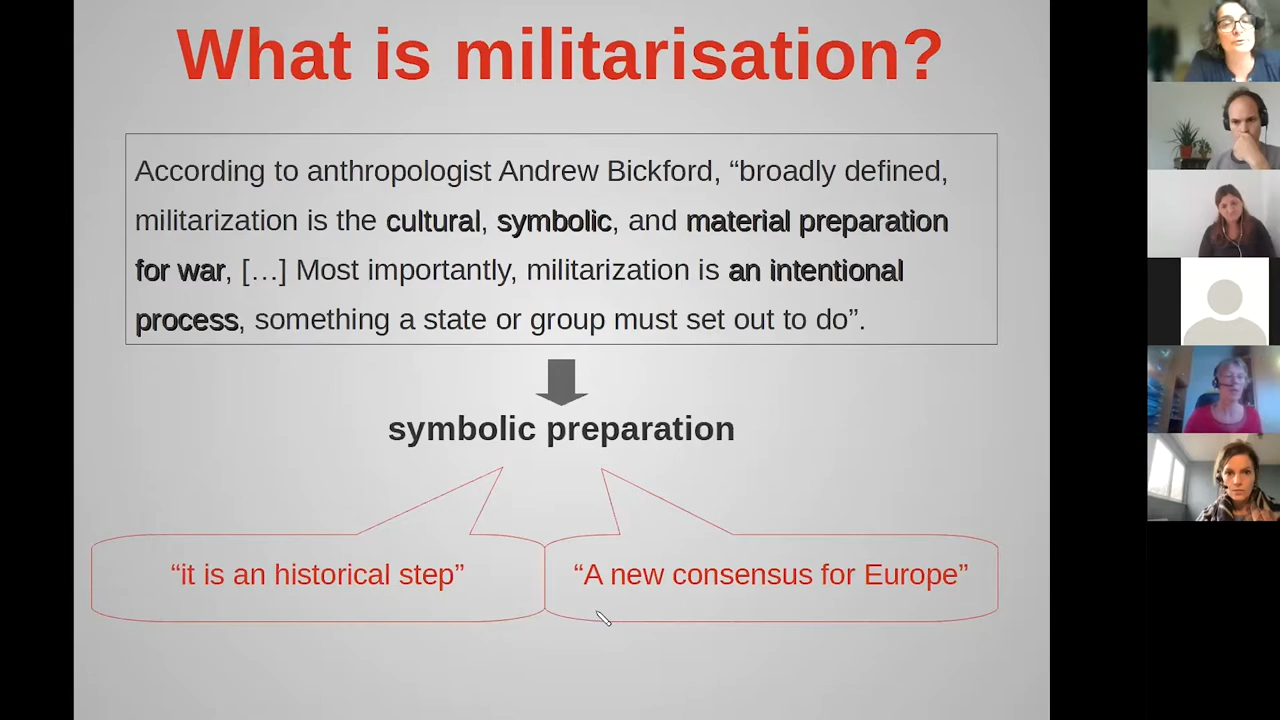 What is militarisation?
According to anthropologist Andrew Bickford, “broadly defined,
militarization is the cultural, symbolic, and material preparation
for war, […] Most importantly, militarization is an intentional
process, something a state or group must set out to do”.
symbolic preparation
“it is an historical step”
“A new consensus for Europe”